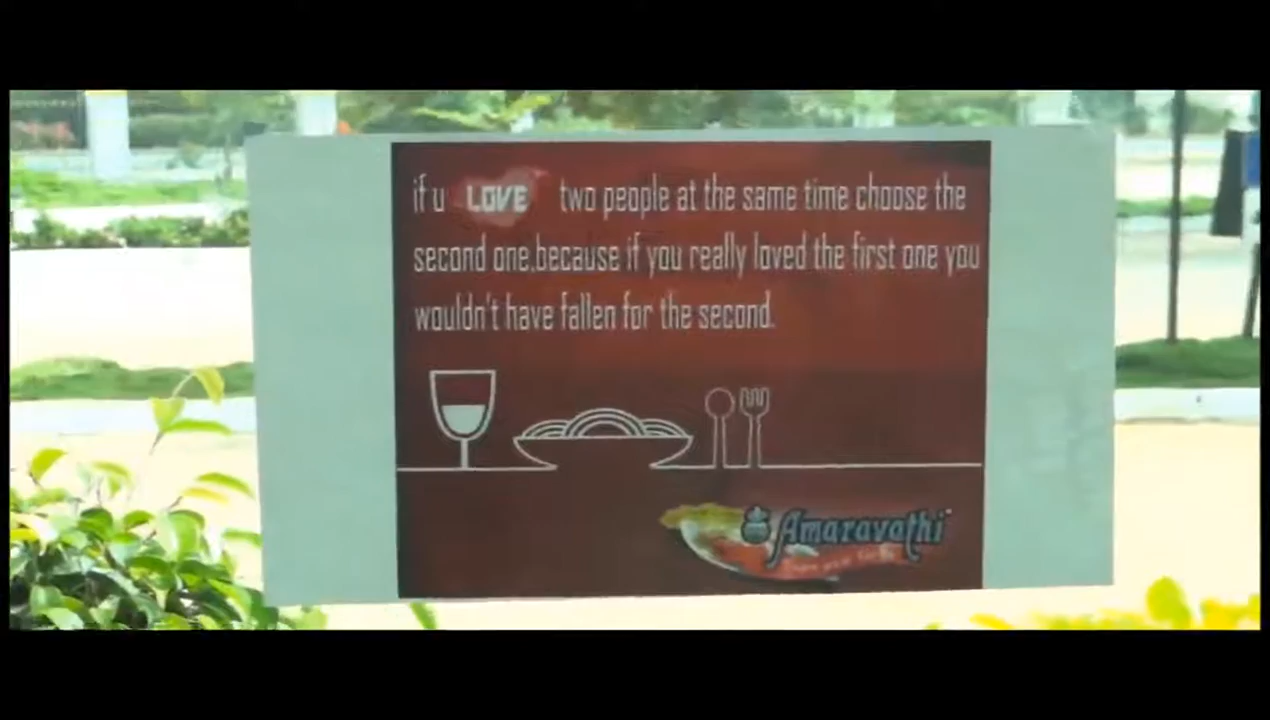 if u LOVE two people at the same time choose the
second one,because if you really loved the first one you
wouldn't have fallen for the second.
Amaravathi